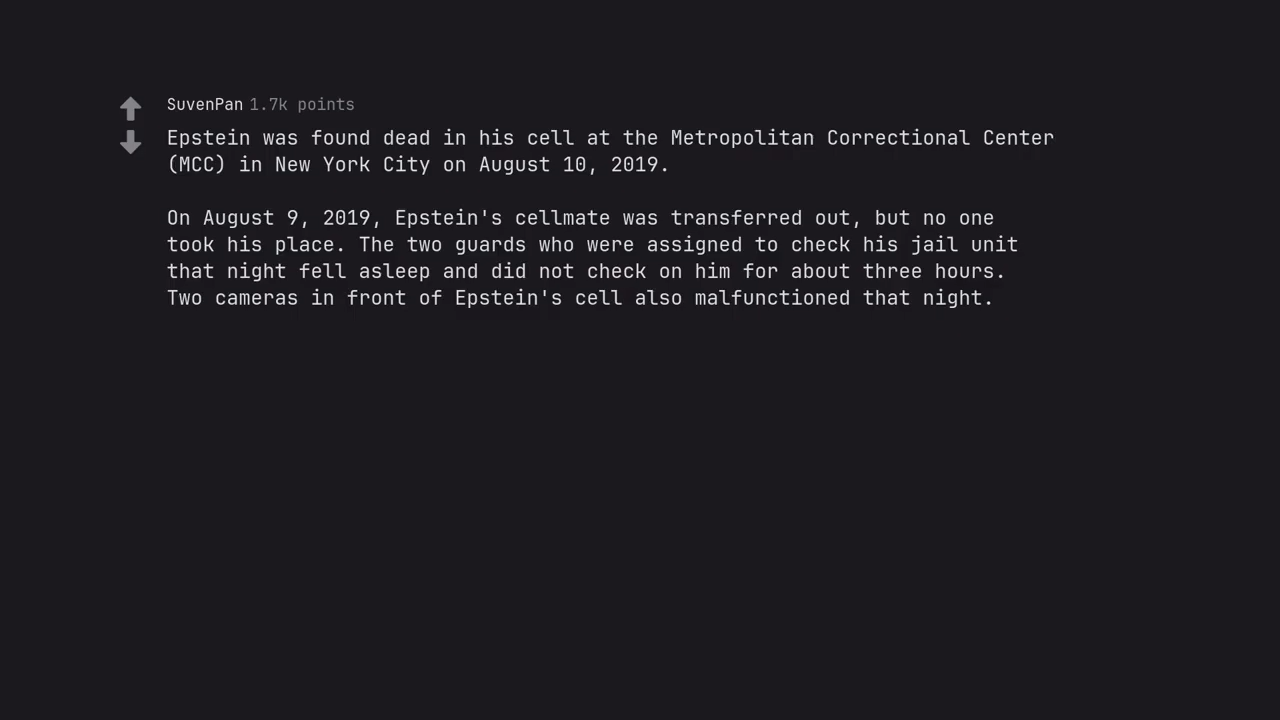 SuvenPan 1.7k points
Epstein was found dead in his cell at the Metropolitan Correctional Center
(MCC) in New York City on August 10, 2019.
On August 9, 2019, Epstein's cellmate was transferred out, but no one
took his place. The two guards who were assigned to check his jail unit
that night fell asleep and did not check on him for about three hours.
Two cameras in front of Epstein's cell also malfunctioned that night.